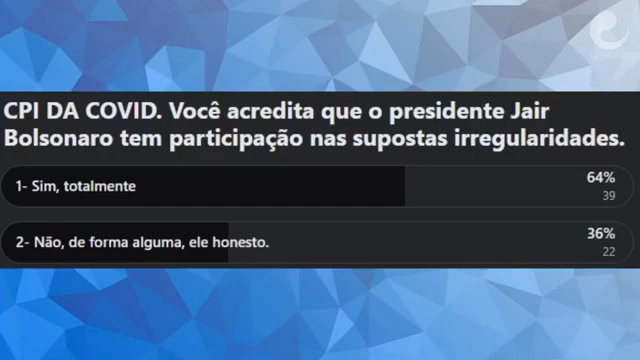 CPI DA COVID. Você acredita que o presidente Jair
Bolsonaro tem participação nas supostas irregularidades.
1- Sim, totalmente
64%
39
2- Não, de forma alguma, ele honesto.
36%
22